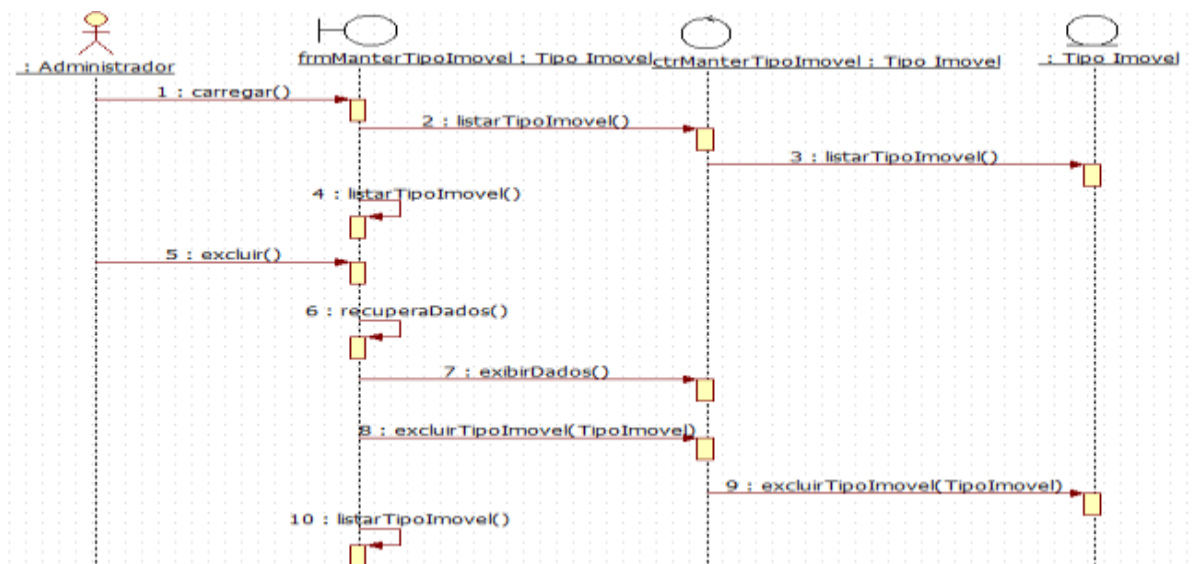 : Administrador
frmManterTipoImovel : Tipo Imovel
ctrManterTipoImovel : Tipo Imovel
: Tipo Imovel
1 : carregar()
2 : listarTipoImovel()
3 : listarTipoImovel()
4 : listarTipoImovel()
5 : excluir()
6 : recuperaDados()
7 : exibirDados()
8 : excluirTipoImovel(TipoImovel)
9 : excluirTipoImovel(TipoImovel)
10 : listarTipoImovel()